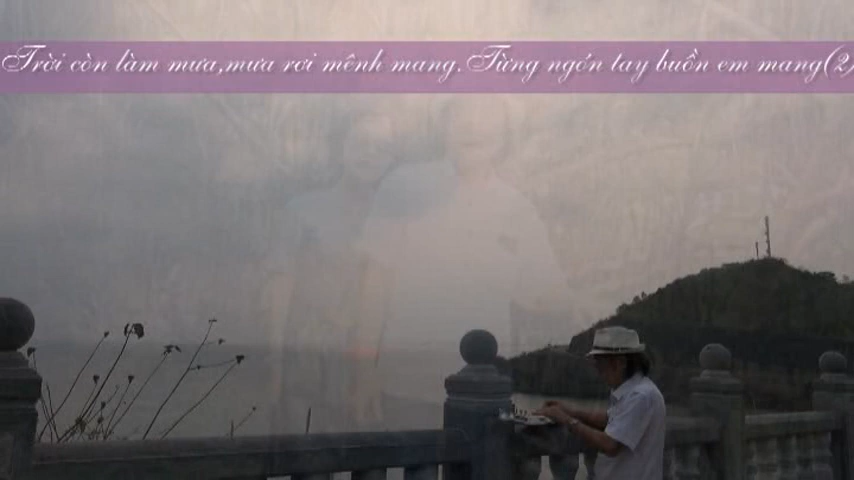 Trời còn làm mưa,mưa rơi mênh mang.Từng ngón tay buồn em mang(2)